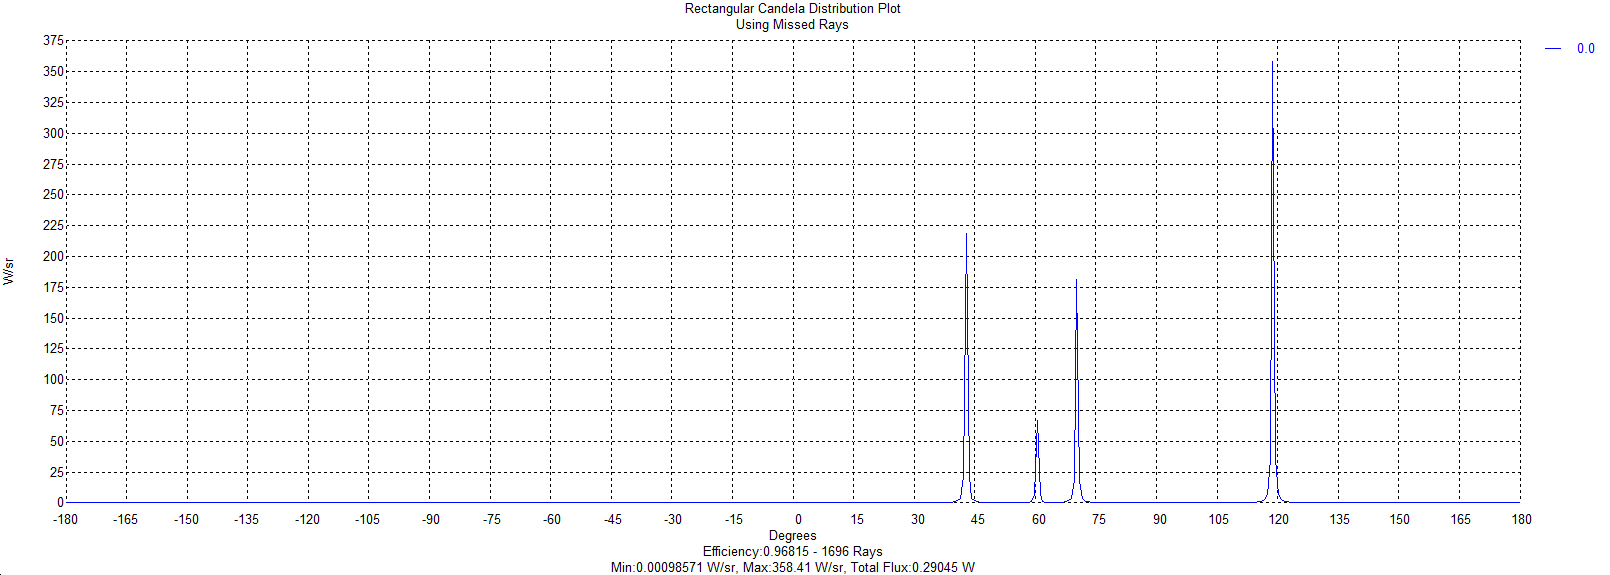 Rectangular Candela Distribution Plot
Using Missed Rays
375
350
325
300
275
250
225
200
175
150
125
100
75
50
25
0
W/sr
-180 -165 -150 -135 -120 -105 -90 -75 -60 -45 -30 -15 0 15 30 45 60 75 90 105 120 135 150 165 180
Degrees
Efficiency:0.96815 - 1696 Rays
Min:0.00098571 W/sr, Max:358.41 W/sr, Total Flux:0.29045 W
0.0